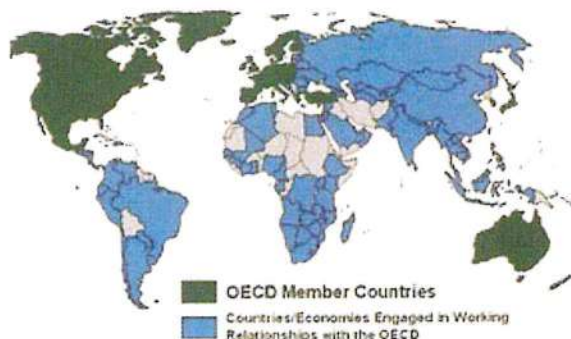 OECD Member Countries
Countries/Economies Engaged in Working
Relationships with the OECD